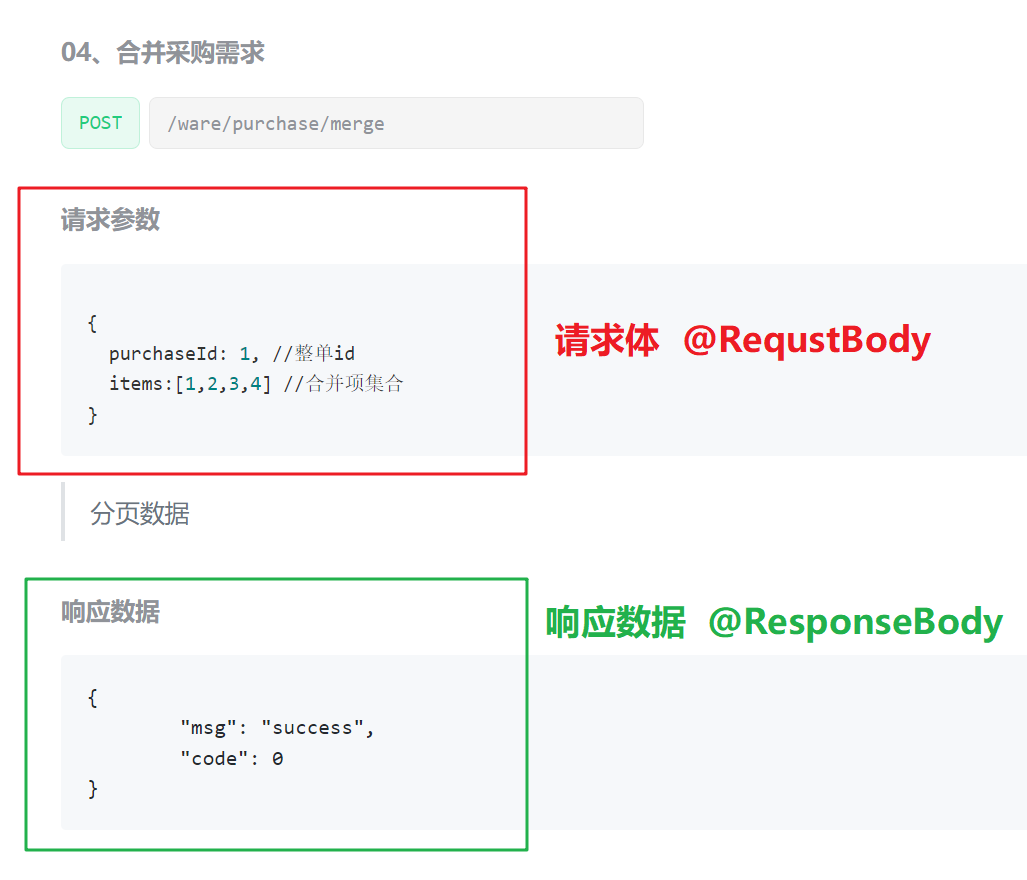 04、合并采购需求
POST /ware/purchase/merge
请求参数
{
purchaseId: 1, //整单id
items:[1,2,3,4] //合并项集合
}
请求体 @RequstBody
分页数据
响应数据
响应数据 @ResponseBody
{
"msg": "success",
"code": 0
}